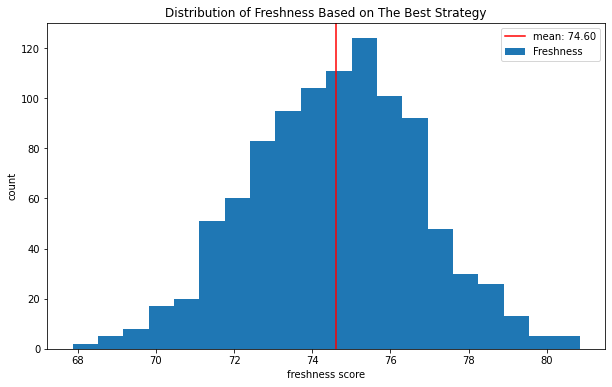 Distribution of Freshness Based on The Best Strategy
mean: 74.60
Freshness
120
100
80
60
40
20
0
count
68
70
72
74
76
78
80
freshness score